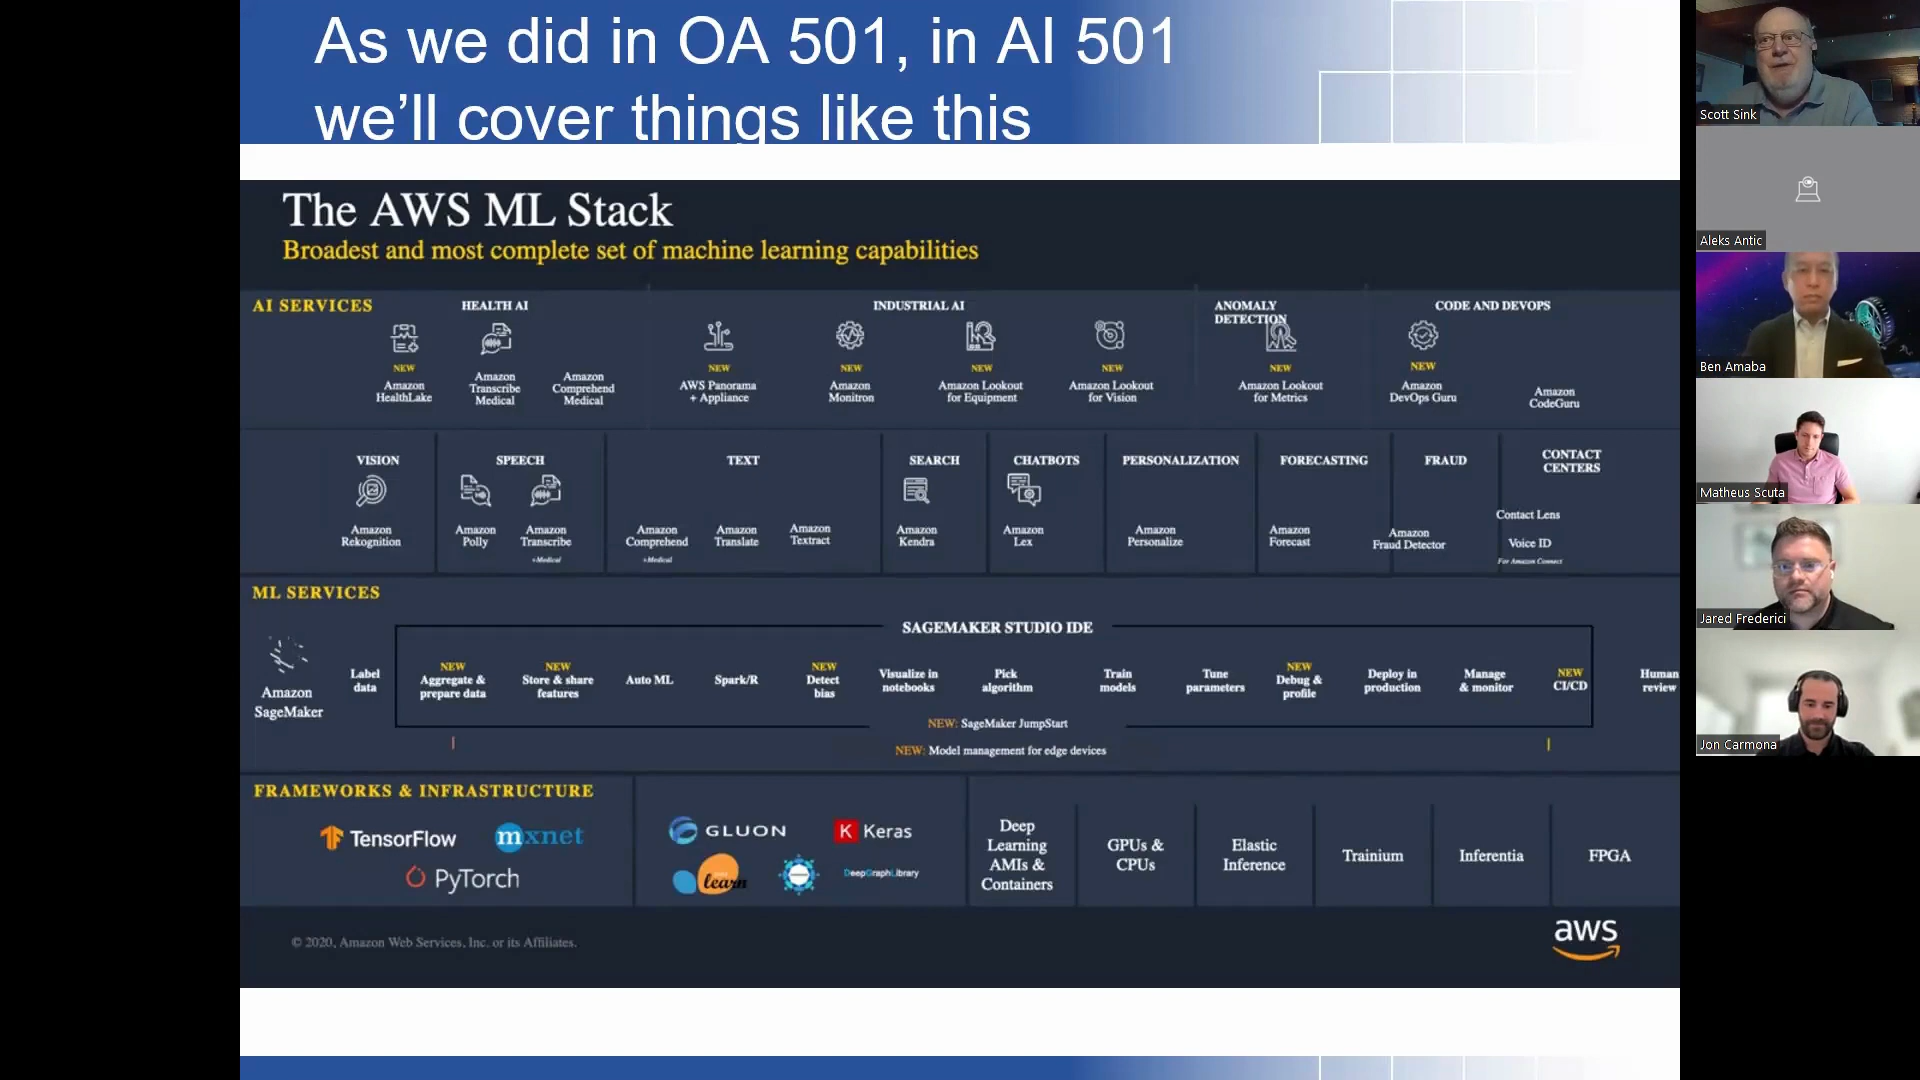 As we did in OA 501, in AI 501
we'll cover things like this
The AWS ML Stack
Broadest and most complete set of machine learning capabilities
AI SERVICES
HEALTH AI
INDUSTRIAL AI
ANOMALY
DETECTION
CODE AND DEVOPS
NEW
Amazon
HealthLake
Amazon
Transcribe
Medical
Amazon
Comprehend
Medical
NEW
AWS Panorama
+ Appliance
NEW
Amazon
Monitron
NEW
Amazon Lookout
for Equipment
NEW
Amazon Lookout
for Vision
NEW
Amazon Lookout
for Metrics
NEW
Amazon
DevOps Guru
Amazon
CodeGuru
VISION
SPEECH
TEXT
SEARCH
CHATBOTS
PERSONALIZATION
FORECASTING
FRAUD
CONTACT
CENTERS
Amazon
Rekognition
Amazon
Polly
Amazon
Transcribe
+Medical
Amazon
Comprehend
+Medical
Amazon
Translate
Amazon
Textract
Amazon
Kendra
Amazon
Lex
Amazon
Personalize
Amazon
Forecast
Amazon
Fraud Detector
Contact Lens
Voice ID
For Amazon Connect
ML SERVICES
SAGEMAKER STUDIO IDE
Amazon
SageMaker
Label
data
NEW
Aggregate &
prepare data
NEW
Store & share
features
Auto ML
Spark/R
NEW
Detect
bias
Visualize in
notebooks
Pick
algorithm
Train
models
Tune
parameters
NEW
Debug &
profile
Deploy in
production
Manage
& monitor
NEW
CI/CD
Human
review
NEW: SageMaker JumpStart
NEW: Model management for edge devices
FRAMEWORKS & INFRASTRUCTURE
TensorFlow
mxnet
PyTorch
GLUON
K Keras
learn
DeepGraphLibrary
Deep
Learning
AMIs &
Containers
GPUs &
CPUs
Elastic
Inference
Trainium
Inferentia
FPGA
© 2020, Amazon Web Services, Inc. or its Affiliates.
aws
Scott Sink
Aleks Antic
Ben Amaba
Matheus Scuta
Jared Frederici
Jon Carmona